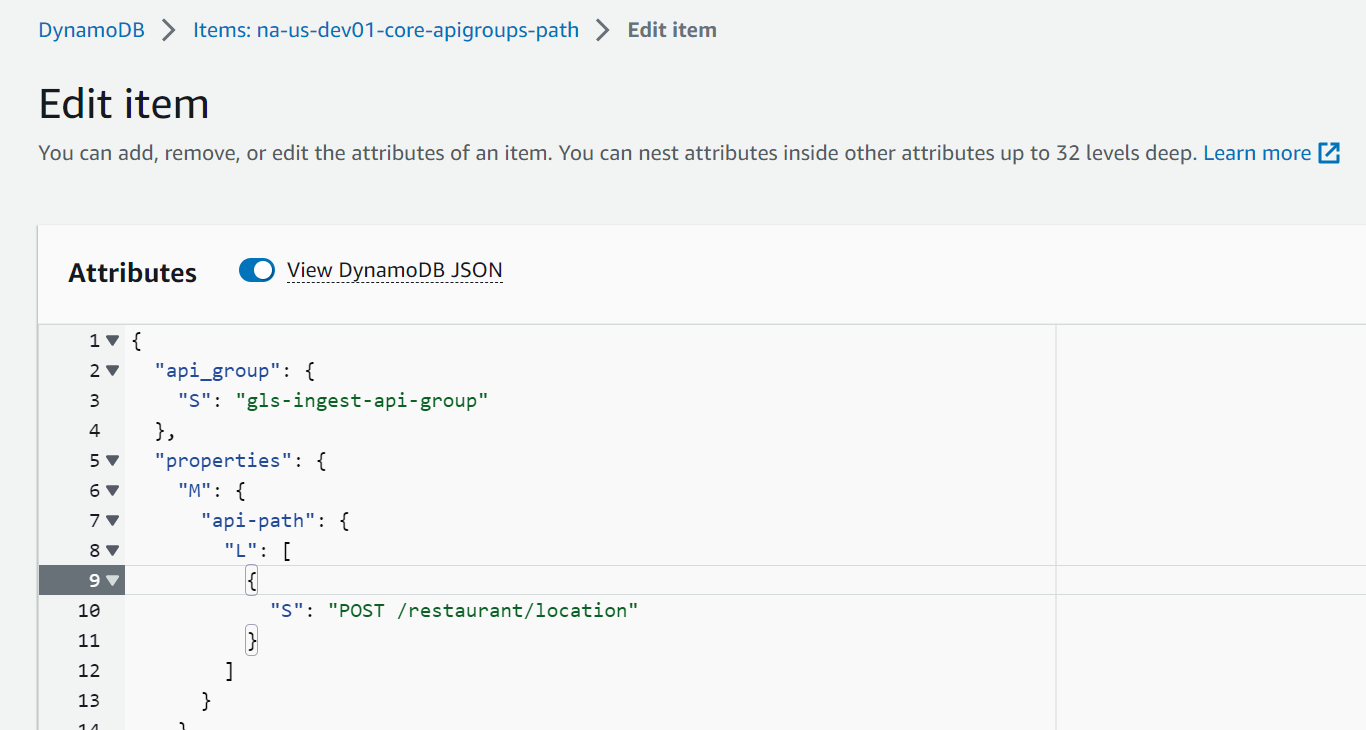 DynamoDB > Items: na-us-dev01-core-apigroups-path > Edit item
Edit item
You can add, remove, or edit the attributes of an item. You can nest attributes inside other attributes up to 32 levels deep. Learn more
Attributes View DynamoDB JSON
1 {
2 "api_group": {
3 "S": "gls-ingest-api-group"
4 },
5 "properties": {
6 "M": {
7 "api-path": {
8 "L": [
9 {
10 "S": "POST /restaurant/location"
11 }
12 ]
13 }
14 }